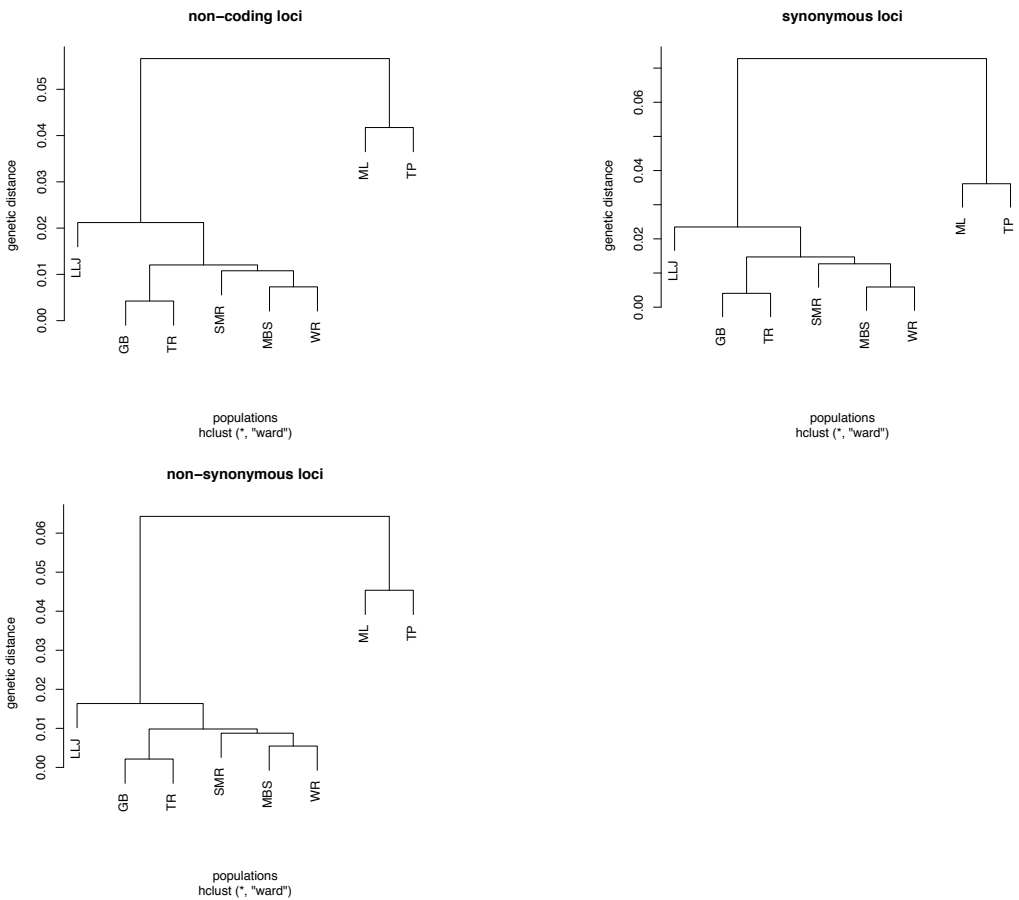 non−coding loci
genetic distance
0.00 0.01 0.02 0.03 0.04 0.05
LLJ
GB
TR
SMR
MBS
WR
ML
TP
populations
hclust (*, "ward")
synonymous loci
genetic distance
0.00 0.02 0.04 0.06
LLJ
GB
TR
SMR
MBS
WR
ML
TP
populations
hclust (*, "ward")
non−synonymous loci
genetic distance
0.00 0.01 0.02 0.03 0.04 0.05 0.06
LLJ
GB
TR
SMR
MBS
WR
ML
TP
populations
hclust (*, "ward")